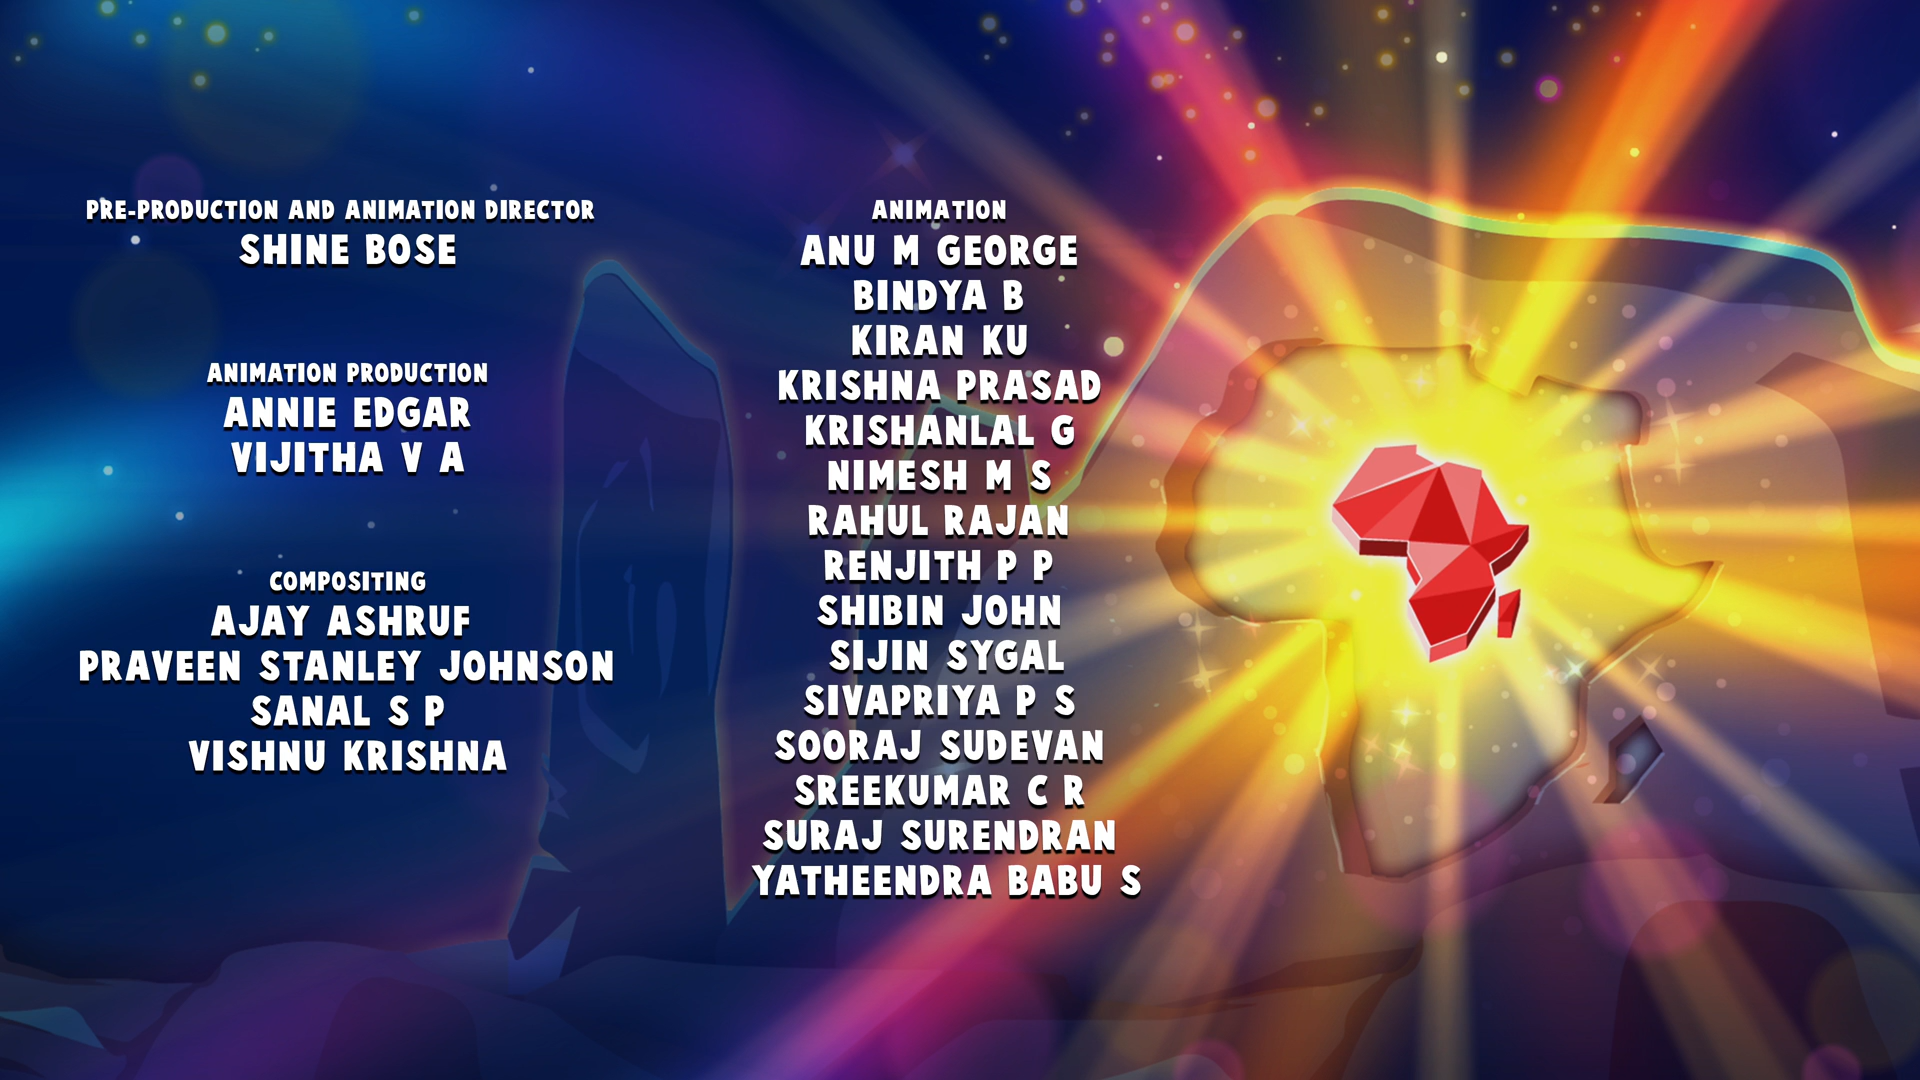 PRE-PRODUCTION AND ANIMATION DIRECTOR
SHINE BOSE
ANIMATION PRODUCTION
ANNIE EDGAR
VIJITHA V A
COMPOSITING
AJAY ASHRUF
PRAVEEN STANLEY JOHNSON
SANAL S P
VISHNU KRISHNA
ANIMATION
ANU M GEORGE
BINDYA B
KIRAN KU
KRISHNA PRASAD
KRISHANLAL G
NIMESH M S
RAHUL RAJAN
RENJITH P P
SHIBIN JOHN
SIJIN SYGAL
SIVAPRIYA P S
SOORAJ SUDEVAN
SREEKUMAR C R
SURAJ SURENDRAN
YATHEENDRA BABU S